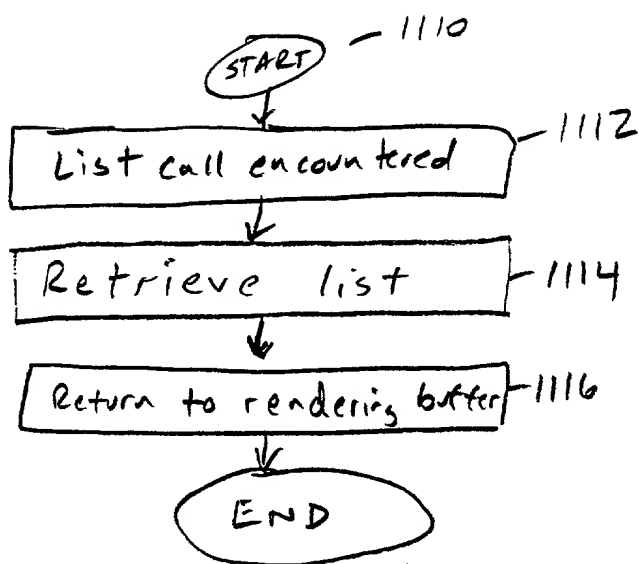 START
1110
List call encountered
1112
Retrieve list
1114
Return to rendering buffer
1116
END